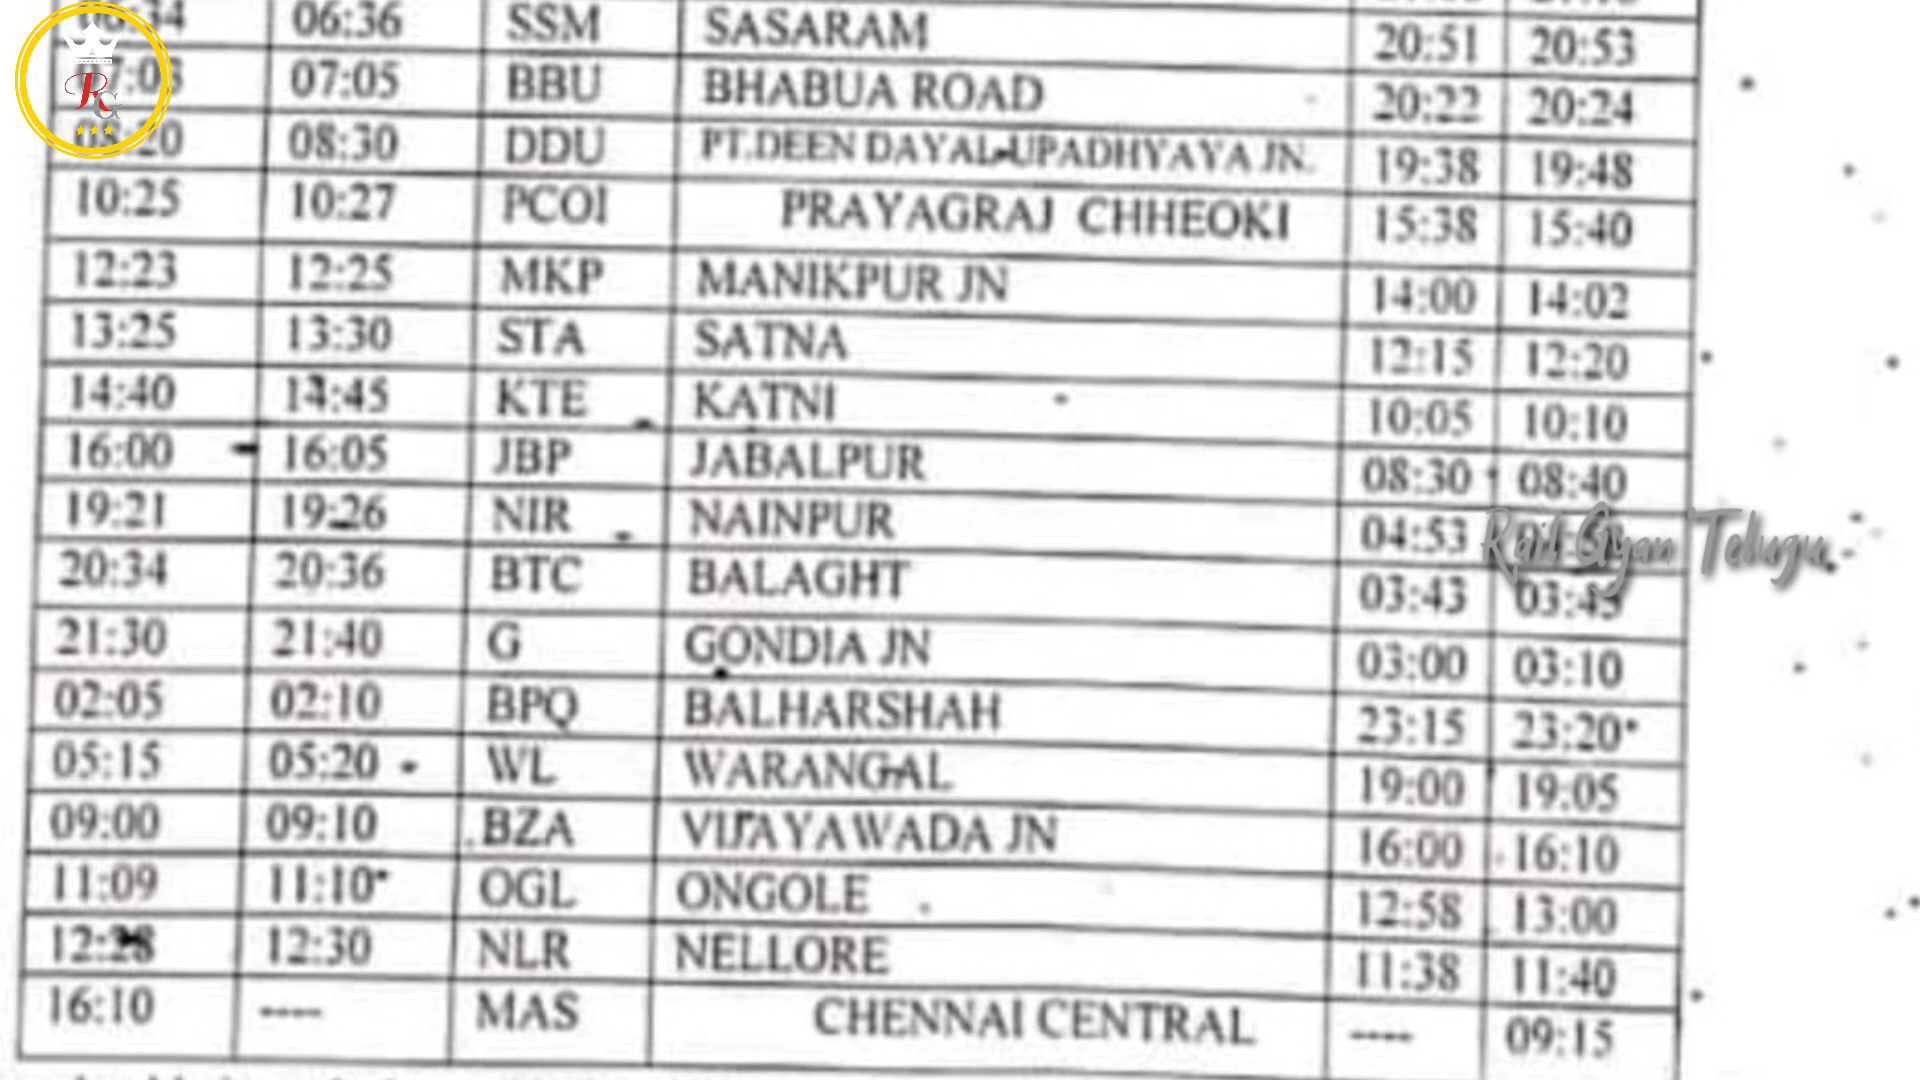 06:36 SSM SASARAM 20:51 20:53
07:05 BBU BHABUA ROAD 20:22 20:24
08:30 DDU PT.DEEN DAYAL UPADHYAYA JN. 19:38 19:48
10:25 10:27 PCOI PRAYAGRAJ CHHEOKI 15:38 15:40
12:23 12:25 MKP MANIKPUR JN 14:00 14:02
13:25 13:30 STA SATNA 12:15 12:20
14:40 14:45 KTE KATNI 10:05 10:10
16:00 16:05 JBP JABALPUR 08:30 08:40
19:21 19:26 NIR NAINPUR 04:53
20:34 20:36 BTC BALAGHT 03:43 03:45
21:30 21:40 G GONDIA JN 03:00 03:10
02:05 02:10 BPQ BALHARSHAH 23:15 23:20
05:15 05:20 WL WARANGAL 19:00 19:05
09:00 09:10 BZA VIJAYAWADA JN 16:00 16:10
11:09 11:10 OGL ONGOLE 12:58 13:00
12:28 12:30 NLR NELLORE 11:38 11:40
16:10 ---- MAS CHENNAI CENTRAL ---- 09:15
RG
Rail Gyan Telugu